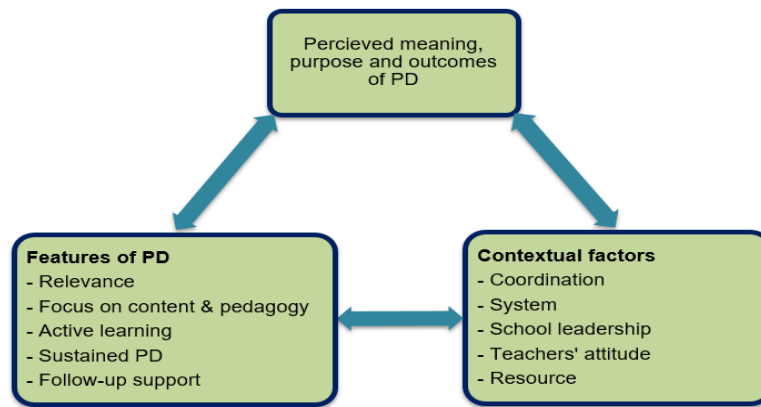 Percieved meaning,
purpose and outcomes
of PD
Features of PD
- Relevance
- Focus on content & pedagogy
- Active learning
- Sustained PD
- Follow-up support
Contextual factors
- Coordination
- System
- School leadership
- Teachers' attitude
- Resource